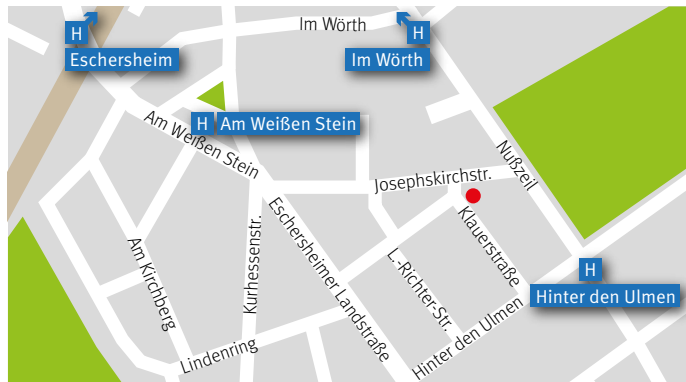 Im Wörth
H
Eschersheim
H
Im Wörth
Am Weißen Stein
H Am Weißen Stein
Nußzeil
Josephskirchstr.
Eschersheimer Landstraße
Klauerstraße
Kurhessenstr.
Am Kirchberg
L.-Richter-Str.
H
Hinter den Ulmen
Hinter den Ulmen
Lindenring